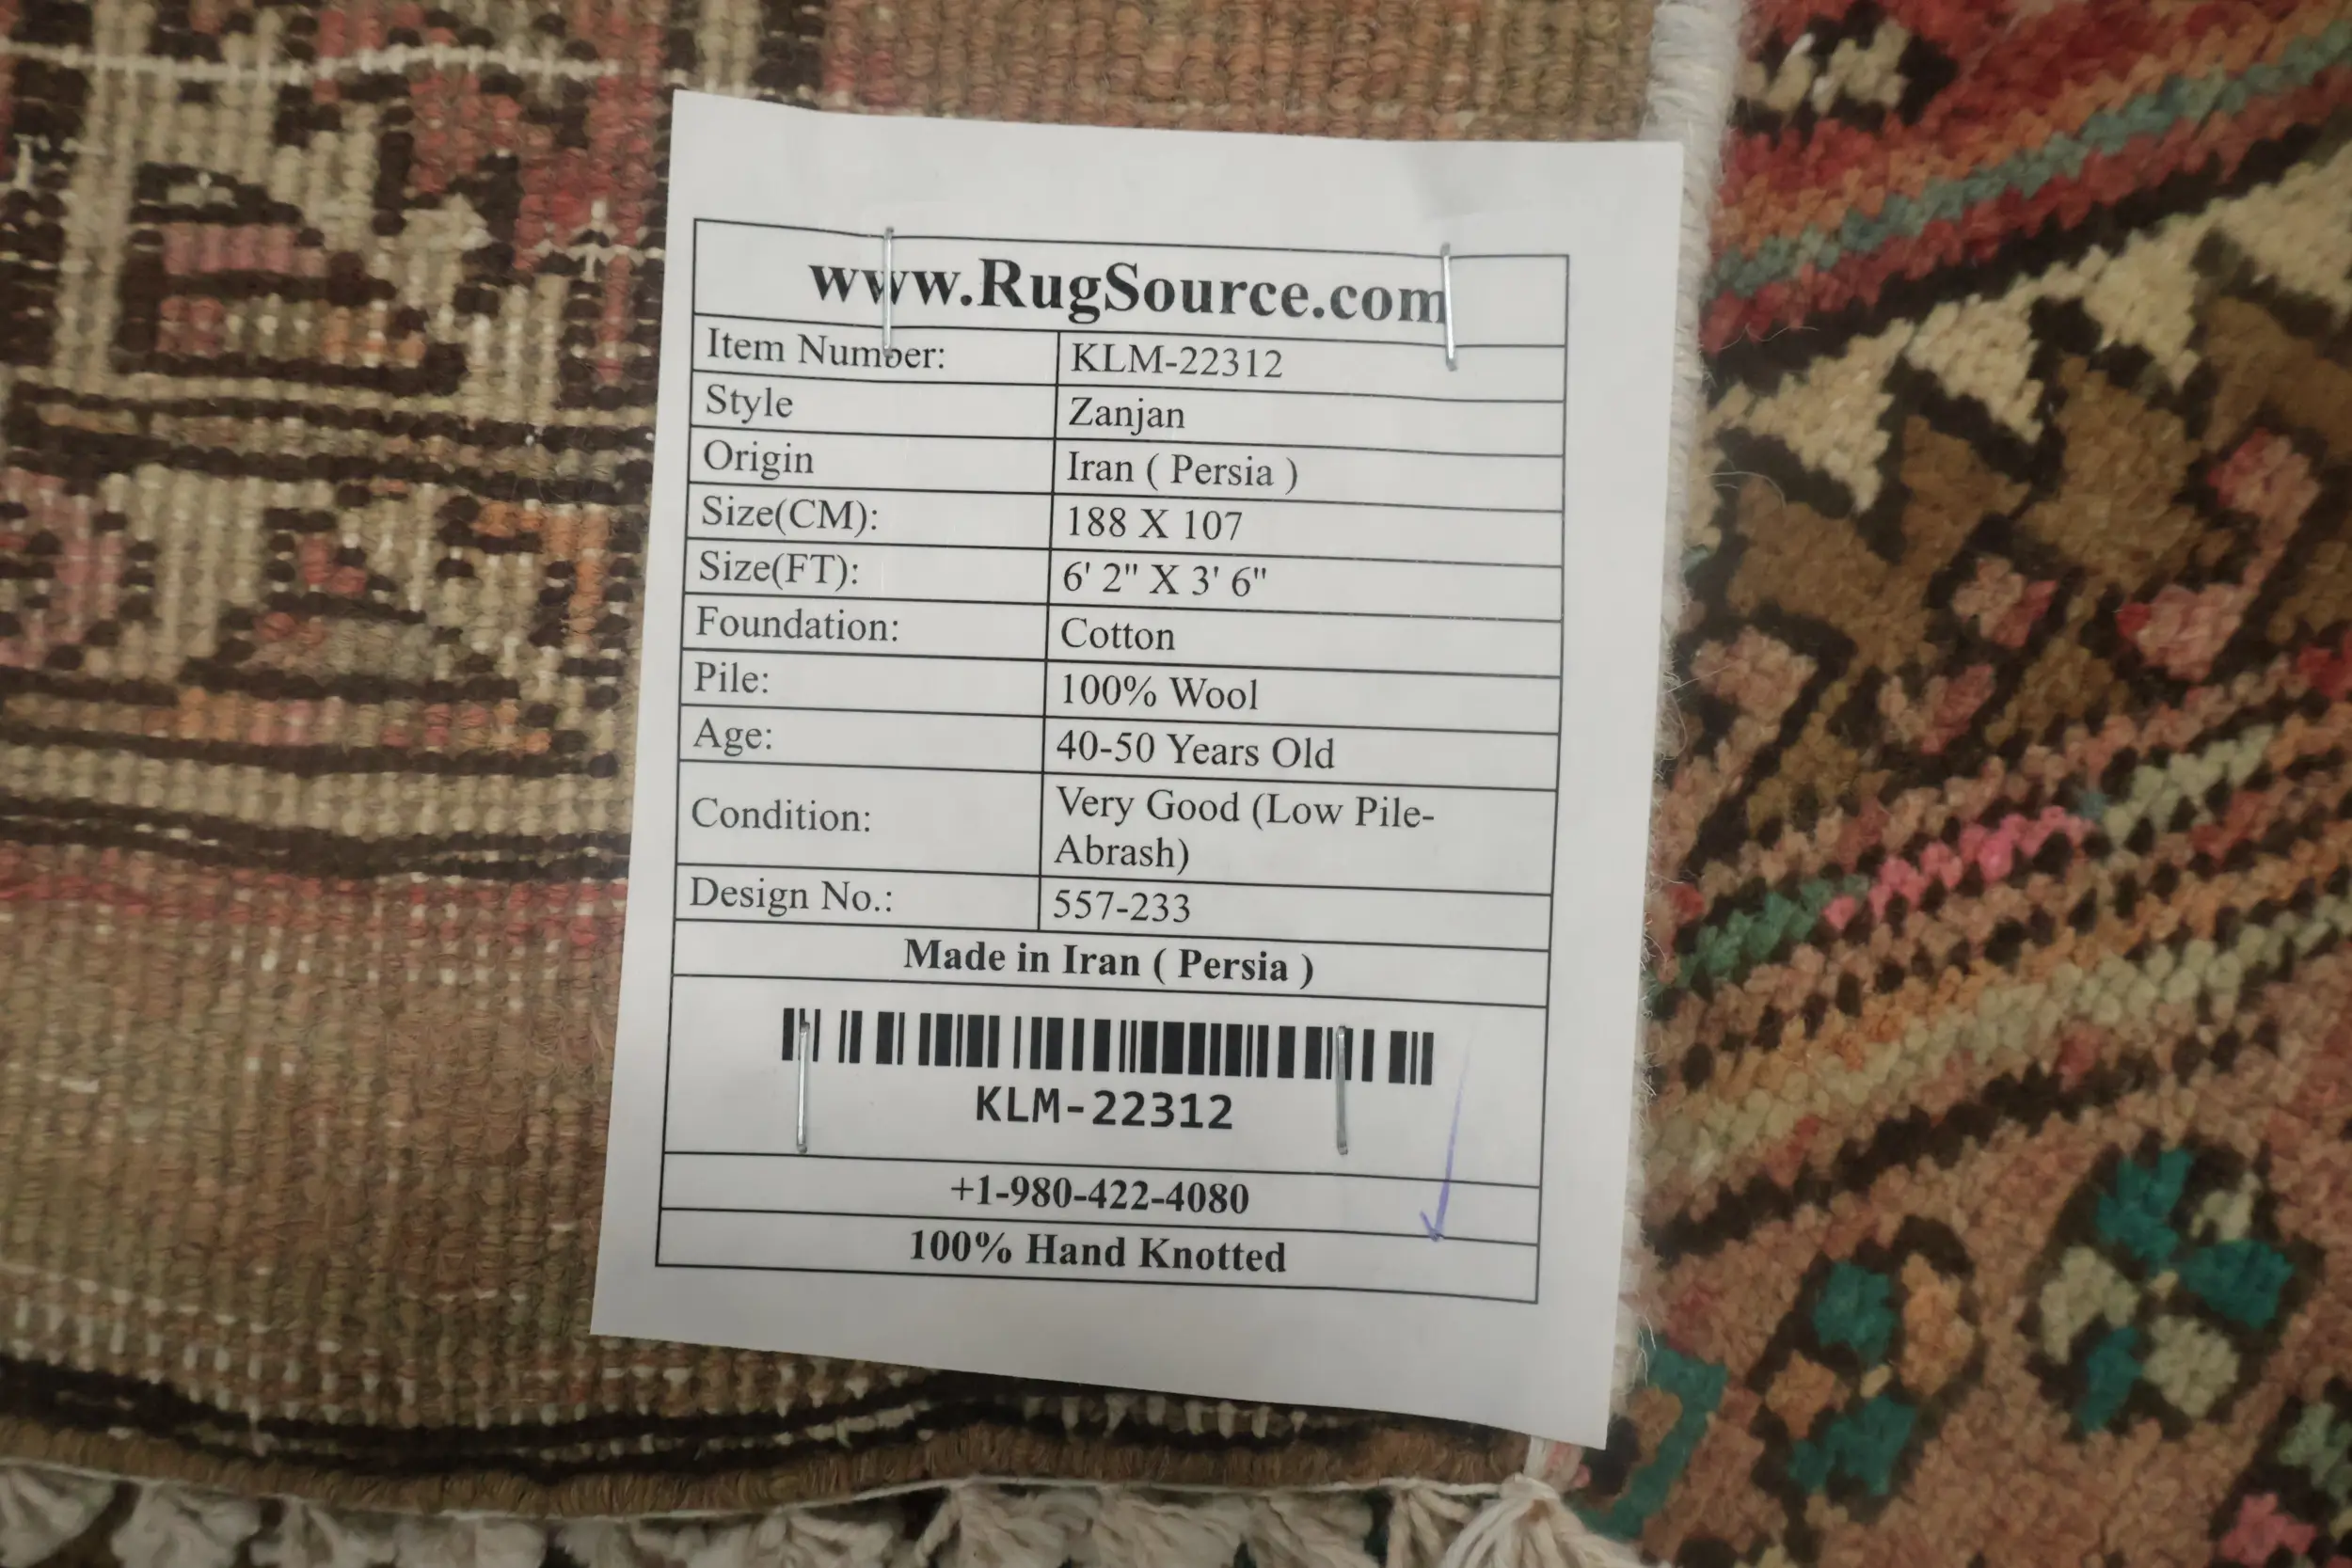 www.RugSource.com
Item Number: KLM-22312
Style Zanjan
Origin Iran ( Persia )
Size(CM): 188 X 107
Size(FT): 6' 2" X 3' 6"
Foundation: Cotton
Pile: 100% Wool
Age: 40-50 Years Old
Condition: Very Good (Low Pile-
Abrash)
Design No.: 557-233
Made in Iran ( Persia )
KLM-22312
+1-980-422-4080
100% Hand Knotted